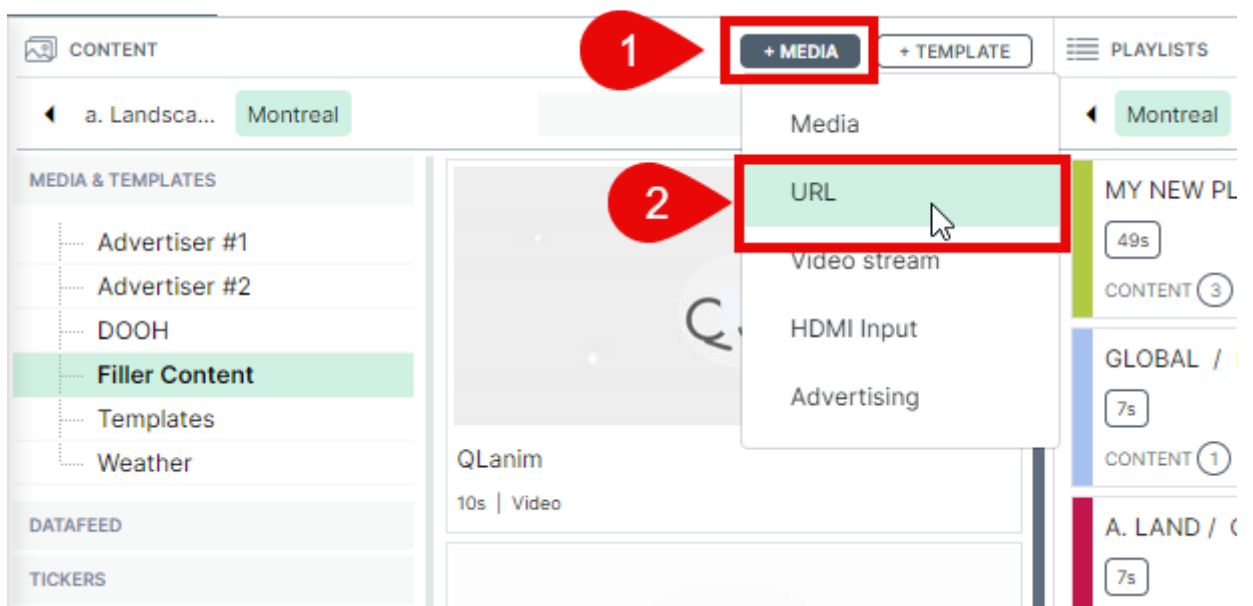 CONTENT
1
+ MEDIA
+ TEMPLATE
PLAYLISTS
a. Landsca...
Montreal
Media
Montreal
MEDIA & TEMPLATES
2
URL
MY NEW PL
49s
CONTENT 3
Advertiser #1
Advertiser #2
DOOH
Filler Content
Templates
Weather
Video stream
HDMI Input
Advertising
GLOBAL /
7s
CONTENT 1
QLanim
10s | Video
DATAFEED
TICKERS
A. LAND /
7s